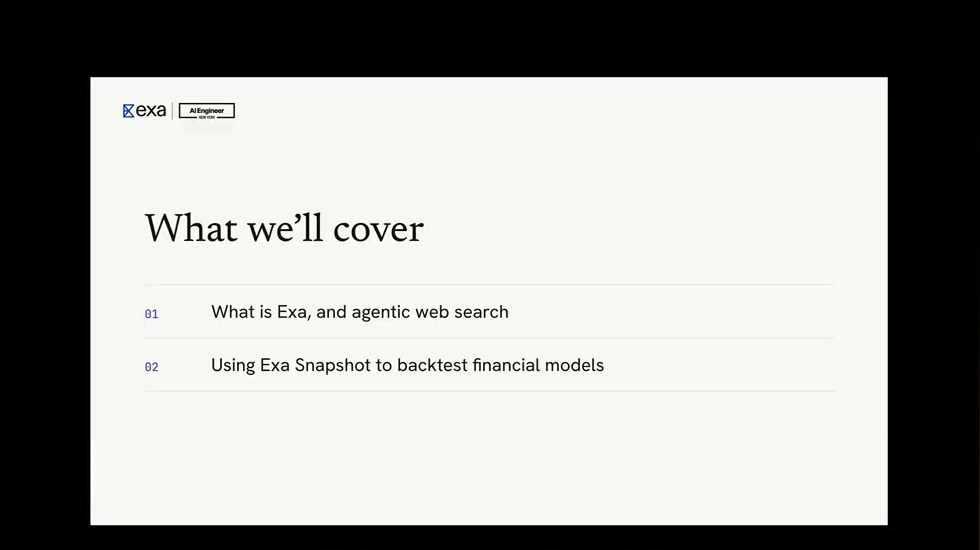 exa
AI Engineer
NEW YORK
What we’ll cover
01 What is Exa, and agentic web search
02 Using Exa Snapshot to backtest financial models